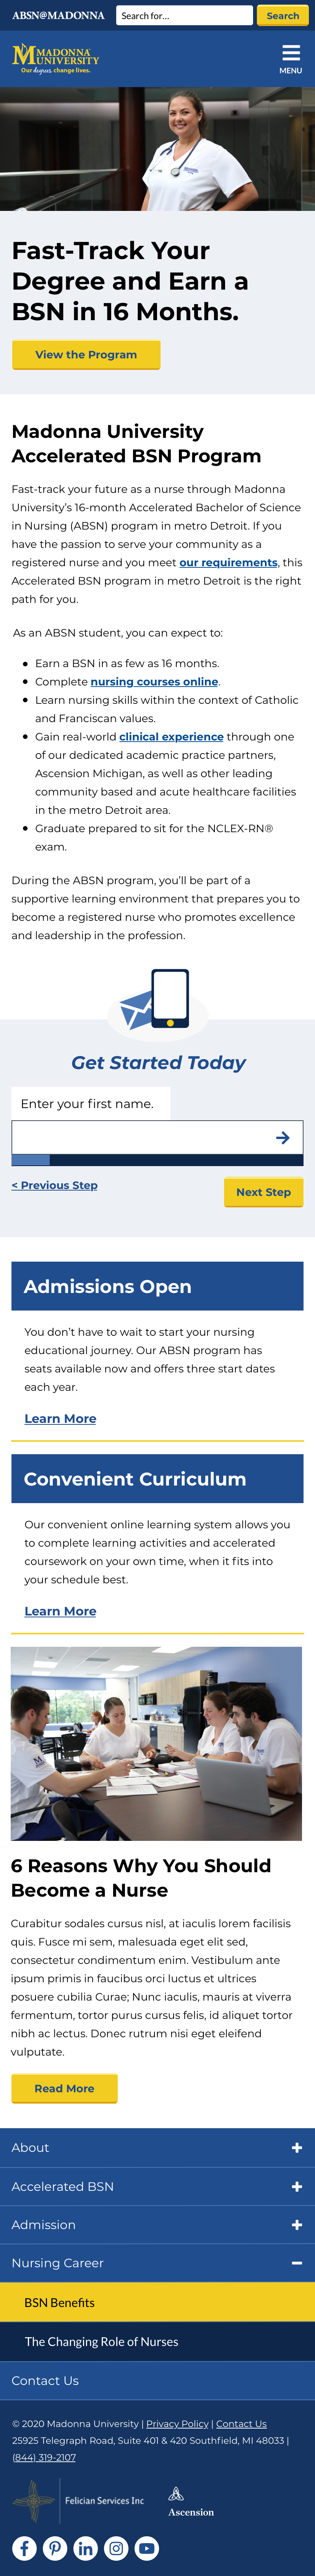 ABSN@MADONNA
Search for...
Search
MADONNA
UNIVERSITY
Our degrees change lives.
MENU
Fast-Track Your
Degree and Earn a
BSN in 16 Months.
View the Program
Madonna University
Accelerated BSN Program
Fast-track your future as a nurse through Madonna
University’s 16-month Accelerated Bachelor of Science
in Nursing (ABSN) program in metro Detroit. If you
have the passion to serve your community as a
registered nurse and you meet our requirements, this
Accelerated BSN program in metro Detroit is the right
path for you.
As an ABSN student, you can expect to:
• Earn a BSN in as few as 16 months.
• Complete nursing courses online.
• Learn nursing skills within the context of Catholic
and Franciscan values.
• Gain real-world clinical experience through one
of our dedicated academic practice partners,
Ascension Michigan, as well as other leading
community based and acute healthcare facilities
in the metro Detroit area.
• Graduate prepared to sit for the NCLEX-RN®
exam.
During the ABSN program, you’ll be part of a
supportive learning environment that prepares you to
become a registered nurse who promotes excellence
and leadership in the profession.
Get Started Today
Enter your first name.
< Previous Step
Next Step
Admissions Open
You don’t have to wait to start your nursing
educational journey. Our ABSN program has
seats available now and offers three start dates
each year.
Learn More
Convenient Curriculum
Our convenient online learning system allows you
to complete learning activities and accelerated
coursework on your own time, when it fits into
your schedule best.
Learn More
6 Reasons Why You Should
Become a Nurse
Curabitur sodales cursus nisl, at iaculis lorem facilisis
quis. Fusce mi sem, malesuada eget elit sed,
consectetur condimentum enim. Vestibulum ante
ipsum primis in faucibus orci luctus et ultrices
posuere cubilia Curae; Nunc iaculis, mauris at viverra
fermentum, tortor purus cursus felis, id aliquet tortor
nibh ac lectus. Donec rutrum nisi eget eleifend
vulputate.
Read More
About
Accelerated BSN
Admission
Nursing Career
BSN Benefits
The Changing Role of Nurses
Contact Us
© 2020 Madonna University | Privacy Policy | Contact Us
25925 Telegraph Road, Suite 401 & 420 Southfield, MI 48033 |
(844) 319-2107
Felician Services Inc
Ascension